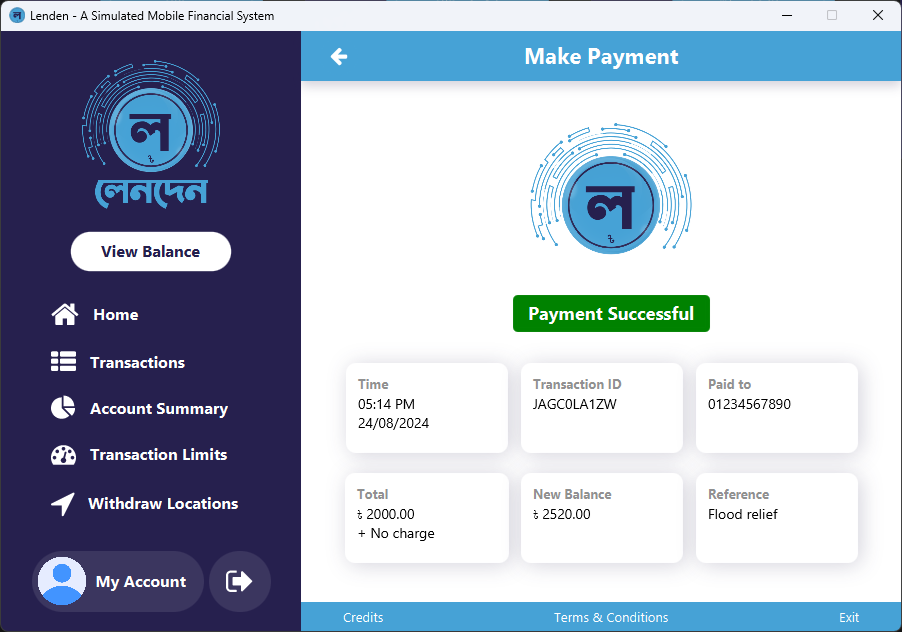 Lenden - A Simulated Mobile Financial System
ল
৳
লেনদেন
View Balance
Home
Transactions
Account Summary
Transaction Limits
Withdraw Locations
My Account
Make Payment
ল
৳
Payment Successful
Time
05:14 PM
24/08/2024
Transaction ID
JAGC0LA1ZW
Paid to
01234567890
Total
৳ 2000.00
+ No charge
New Balance
৳ 2520.00
Reference
Flood relief
Credits
Terms & Conditions
Exit